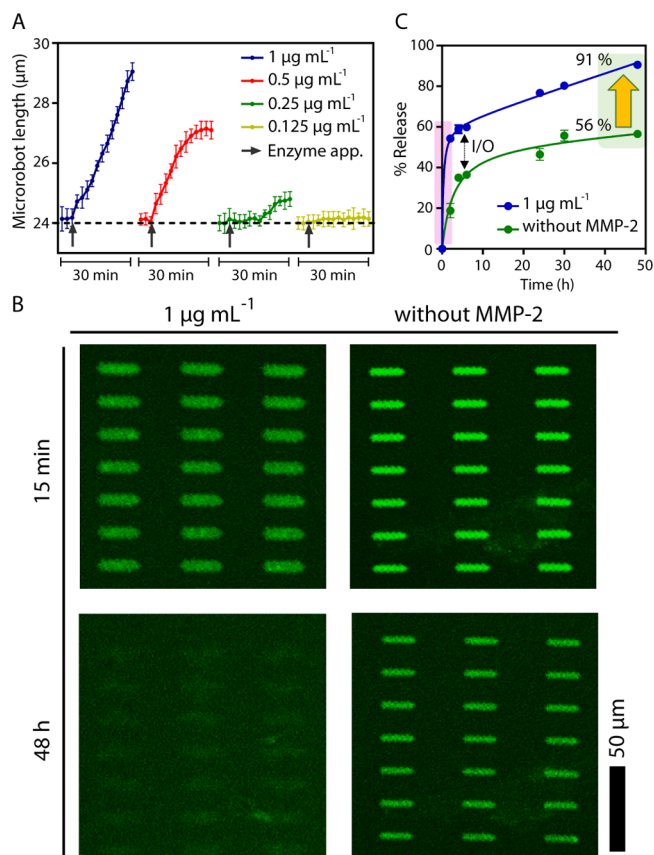 A
Microrobot length (µm)
30
28
26
24
1 µg mL⁻¹
0.5 µg mL⁻¹
0.25 µg mL⁻¹
0.125 µg mL⁻¹
Enzyme app.
30 min
30 min
30 min
30 min
C
% Release
100
80
60
40
20
0
91 %
56 %
I/O
1 µg mL⁻¹
without MMP-2
0
10
20
30
40
50
Time (h)
B
1 µg mL⁻¹
without MMP-2
15 min
48 h
50 µm